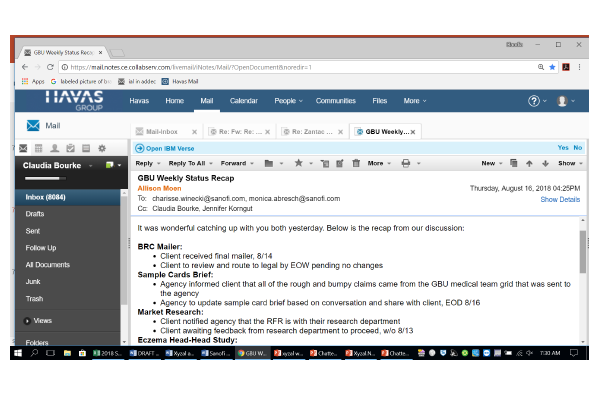 GBU Weekly Status Reca
https://mail.notes.ce.collabserv.com/livemail/iNotes/Mail/?OpenDocument&noredir=1
Apps labeled picture of b ial in addec Havas Mail
HAVAS GROUP
Havas Home Mail Calendar People Communities Files More
Mail
Mail-Inbox Re: Fw: Re: ... Re: Zantac ... GBU Weekly...
Open IBM Verse Yes No
Claudia Bourke
Reply Reply To All Forward More New Show
GBU Weekly Status Recap
Allison Moen Thursday, August 16, 2018 04:25PM
To: charisse.winecki@sanofi.com, monica.abresch@sanofi.com Show Details
Cc: Claudia Bourke, Jennifer Korngut
Inbox (8084)
Drafts
Sent
Follow Up
All Documents
Junk
Trash
Views
Folders
It was wonderful catching up with you both yesterday. Below is the recap from our discussion:
BRC Mailer:
• Client received final mailer, 8/14
• Client to review and route to legal by EOW pending no changes
Sample Cards Brief:
• Agency informed client that all of the rough and bumpy claims came from the GBU medical team grid that was sent to
the agency
• Agency to update sample card brief based on conversation and share with client, EOD 8/16
Market Research:
• Client notified agency that the RFR is with their research department
• Client awaiting feedback from research department to proceed, w/o 8/13
Eczema Head-Head Study:
2018 S... DRAFT ... Xyzal a... Sanofi ... GBU W... xyzal w... Chatte... Xyzal.N... Chatte... 7:30 AM